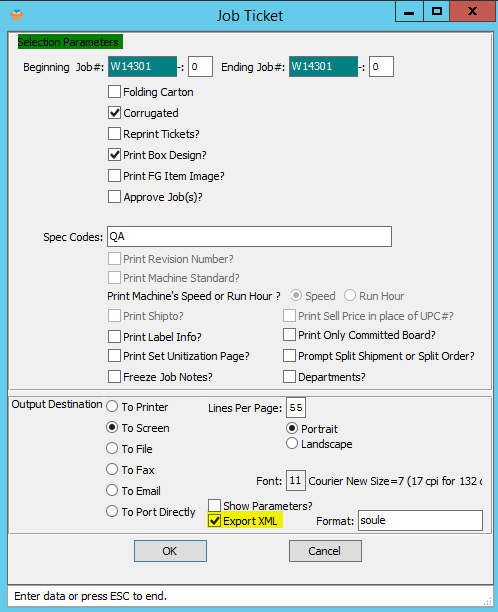 Job Ticket
Selection Parameters
Beginning Job#: W14301 -: 0 Ending Job#: W14301 -: 0
Folding Carton
Corrugated
Reprint Tickets?
Print Box Design?
Print FG Item Image?
Approve Job(s)?
Spec Codes: QA
Print Revision Number?
Print Machine Standard?
Print Machine's Speed or Run Hour ? Speed Run Hour
Print Shipto? Print Sell Price in place of UPC#?
Print Label Info? Print Only Committed Board?
Print Set Unitization Page? Prompt Split Shipment or Split Order?
Freeze Job Notes? Departments?
Output Destination To Printer Lines Per Page: 55
To Screen Portrait
To File Landscape
To Fax Font: 11 Courier New Size=7 (17 cpi for 132 c
To Email
To Port Directly Show Parameters?
Export XML Format: soule
OK Cancel
Enter data or press ESC to end.